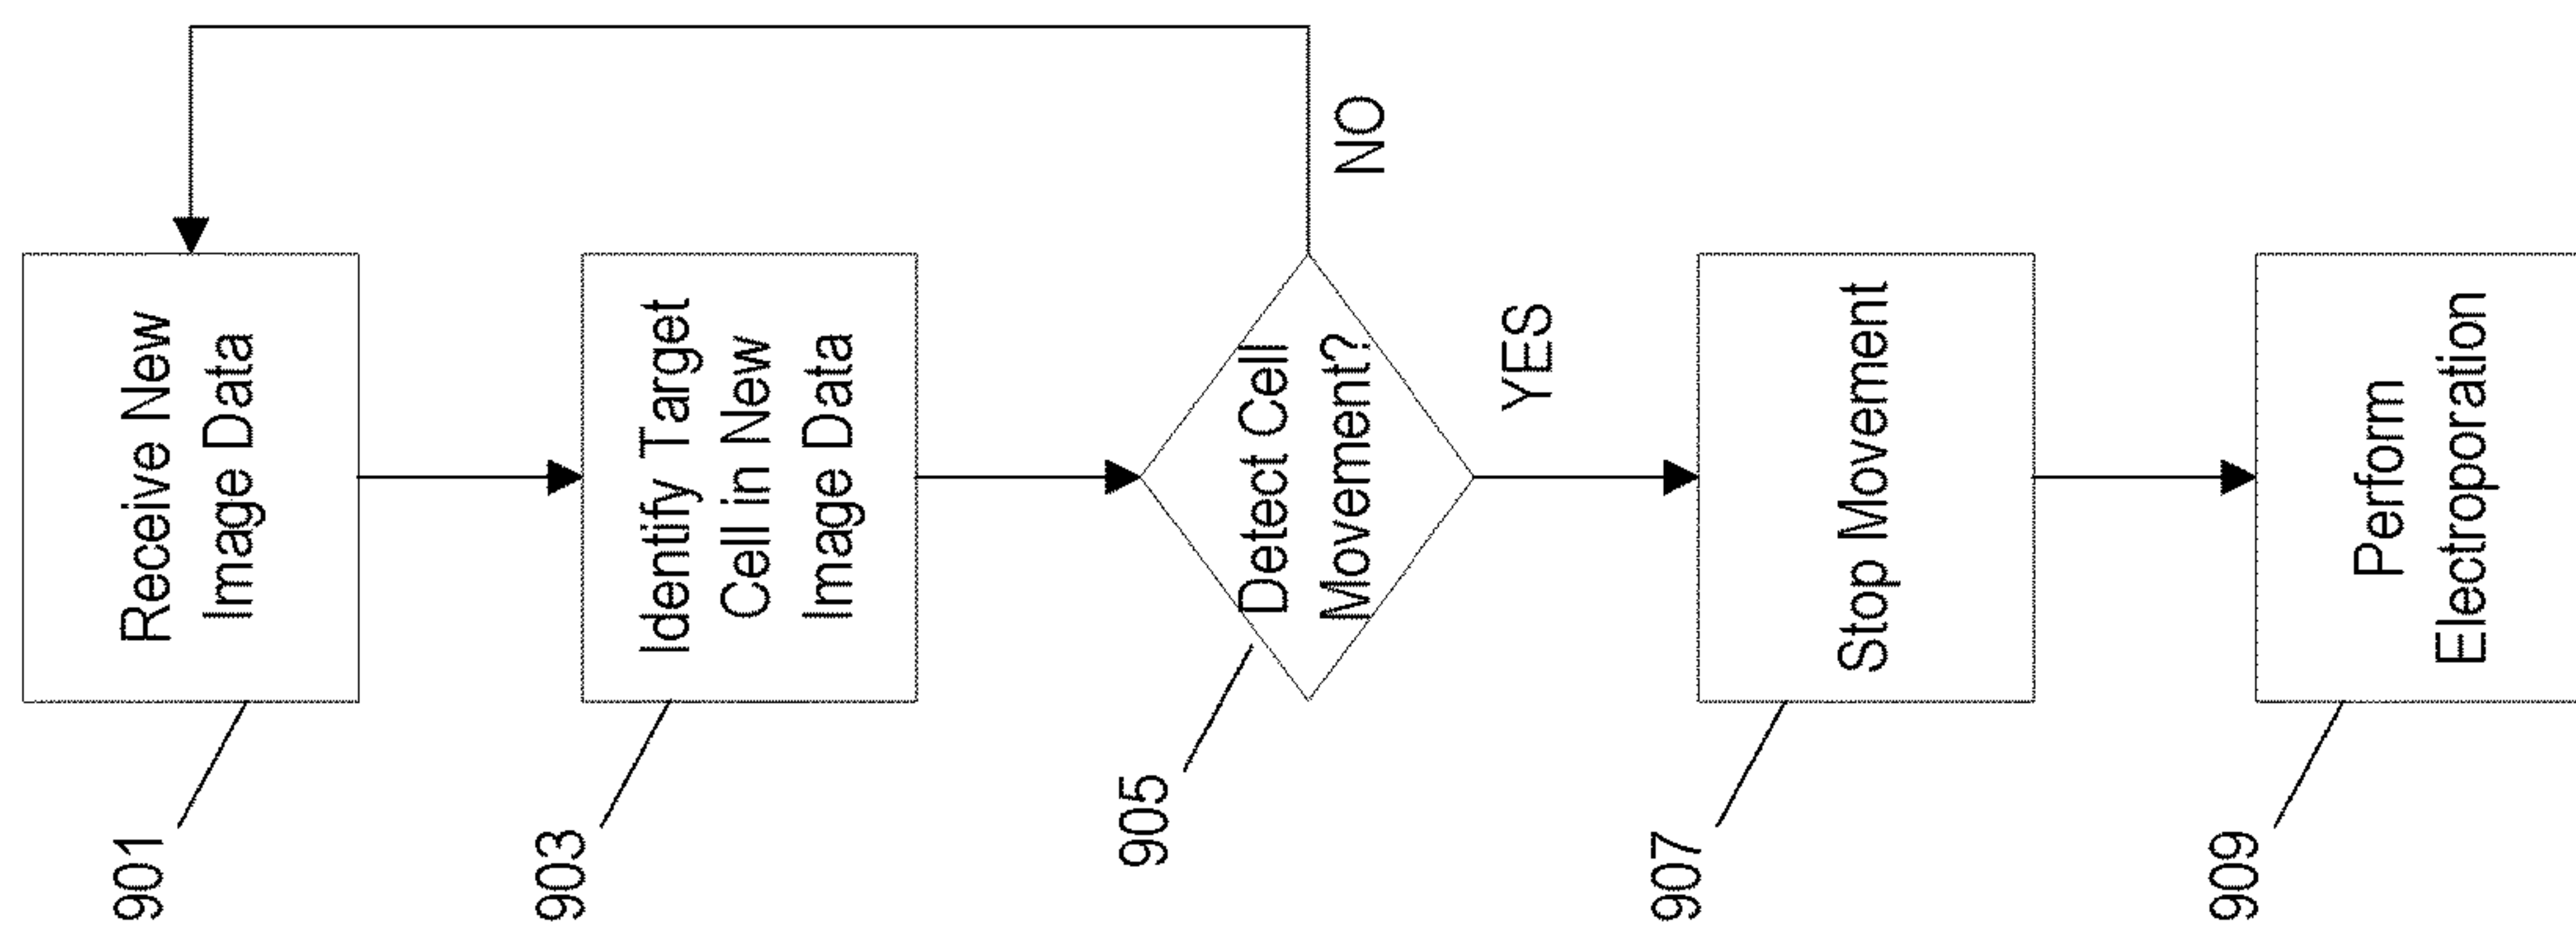 901
Receive New
Image Data
903
Identify Target
Cell in New
Image Data
905
Detect Cell
Movement?
NO
YES
907
Stop Movement
909
Perform
Electroporation